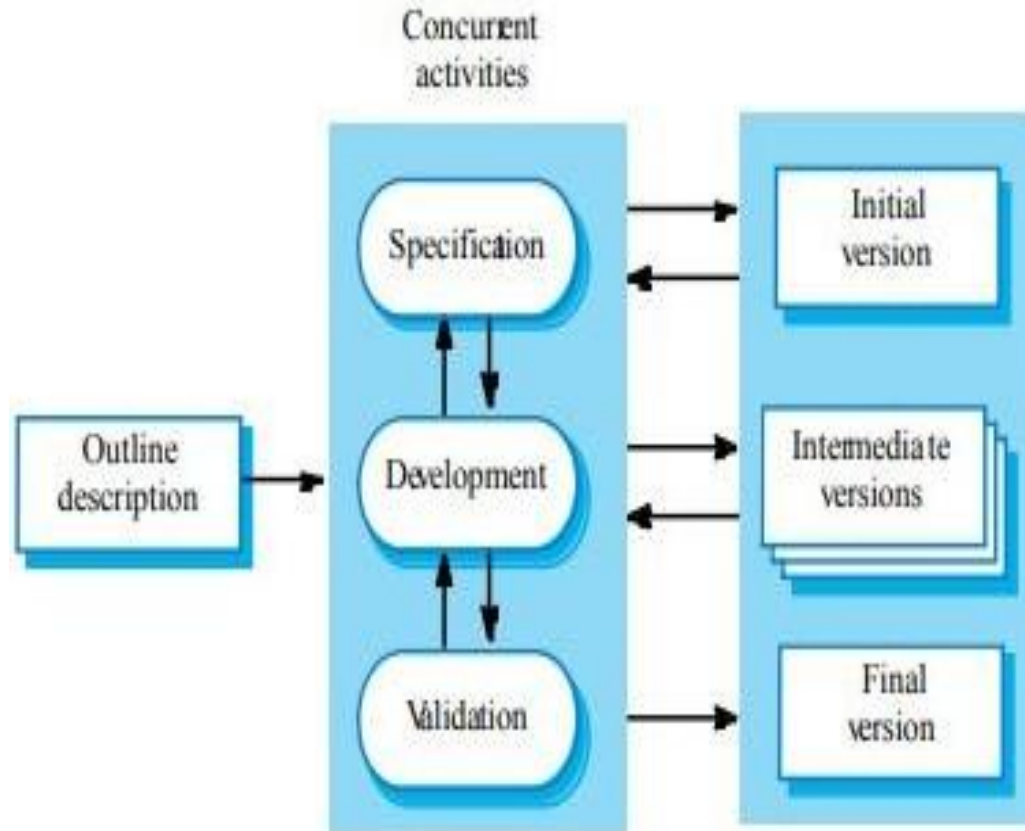 Concurrent
activities
Outline
description
Specification
Development
Validation
Initial
version
Intermediate
versions
Final
version